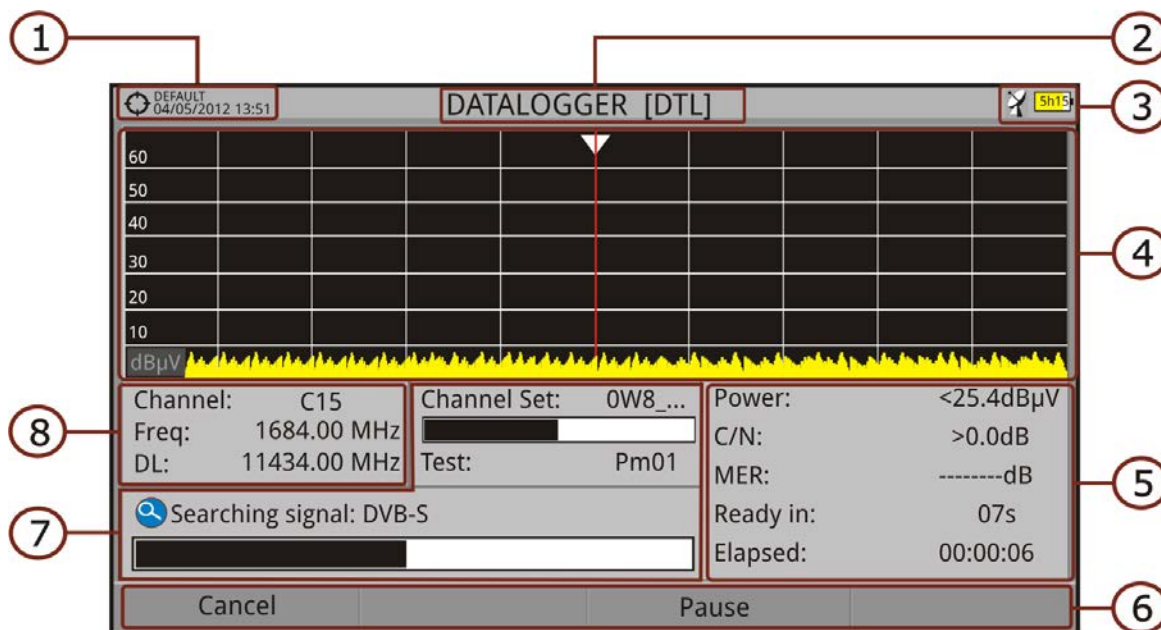 1
2
DEFAULT
04/05/2012 13:51
DATALOGGER [DTL]
5h15
3
60
50
40
30
20
10
dBµV
4
Channel: C15
Freq: 1684.00 MHz
DL: 11434.00 MHz
8
Channel Set: 0W8_...
Test: Pm01
Power: <25.4dBµV
C/N: >0.0dB
MER: --------dB
Ready in: 07s
Elapsed: 00:00:06
5
7
Searching signal: DVB-S
Cancel
Pause
6